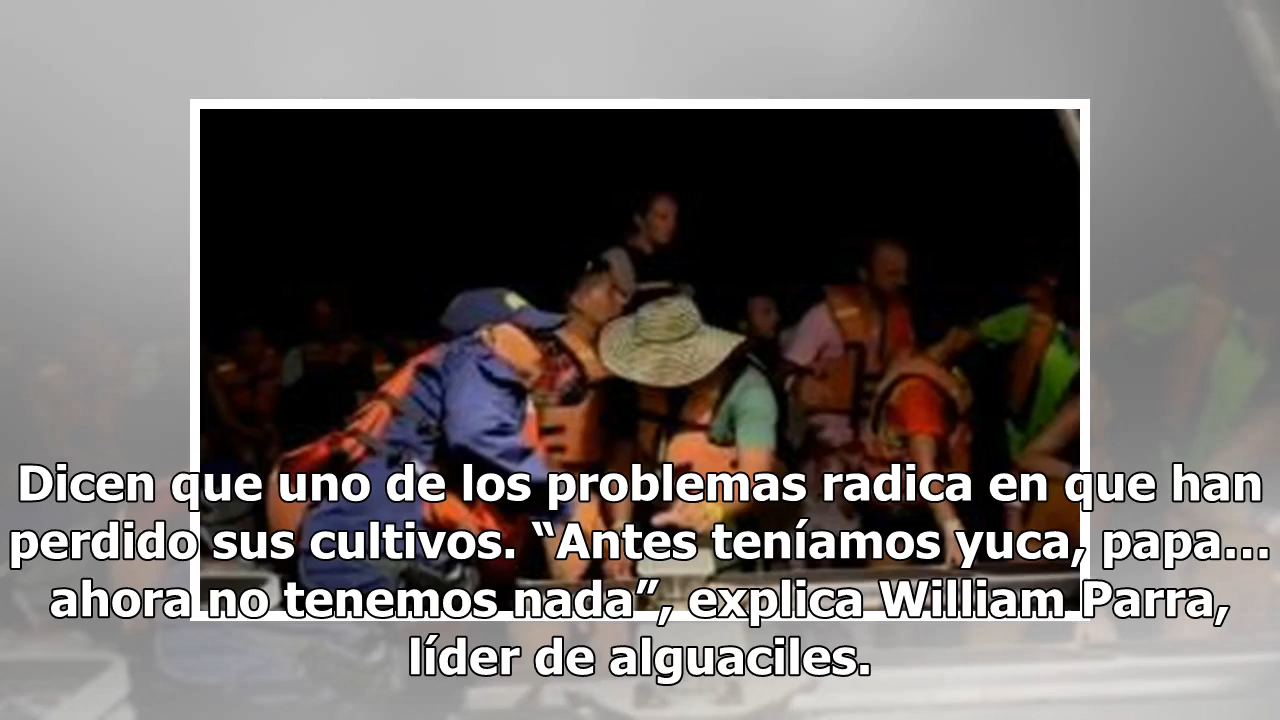 Dicen que uno de los problemas radica en que han
perdido sus cultivos. “Antes teníamos yuca, papa...
ahora no tenemos nada”, explica William Parra,
líder de alguaciles.